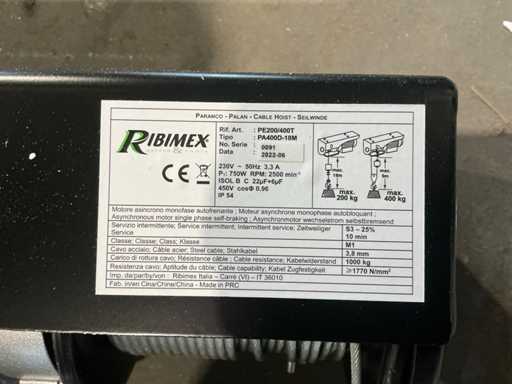 PARANCO - PALAN - CABLE HOIST - SEILWINDE
RIBIMEX
Rif. Art. : PE200/400T
Tipo : PA400D-18M
No. Serie : 0091
Data : 2022-06
CE
230V ~ 50Hz 3,3 A
P₁: 750W RPM: 2500 min⁻¹
ISOL B C 22µF+6µF
450V cosΦ 0,96
IP 54
max. 200 kg
max. 400 kg
Motore asincrono monofase autofrenante ; Moteur asynchrone monophase autobloquant ;
Asynchronous motor single phase self-braking ; Asynchronmotor wechselstrom selbstbremsend
Servizio intermittente; Service intermittent; Intermittent service; Zeitweiliger Service
S3 – 25% 10 min
Classe; Classe; Class; Klasse
M1
Cavo acciaio; Câble acier; Steel cable; Stahlkabel
3,8 mm
Carico di rottura cavo; Résistance câble ; Cable resistance; Kabelwiderstand
1000 kg
Resistenza cavo; Aptitude du câble; Cable capability; Kabel Zugfestigkeit
≥1770 N/mm²
Imp. da/par/by/von: : Ribimex Italia – Carrè (VI) – IT 36010
Fab. in/en Cina/Chine/China - Made in PRC